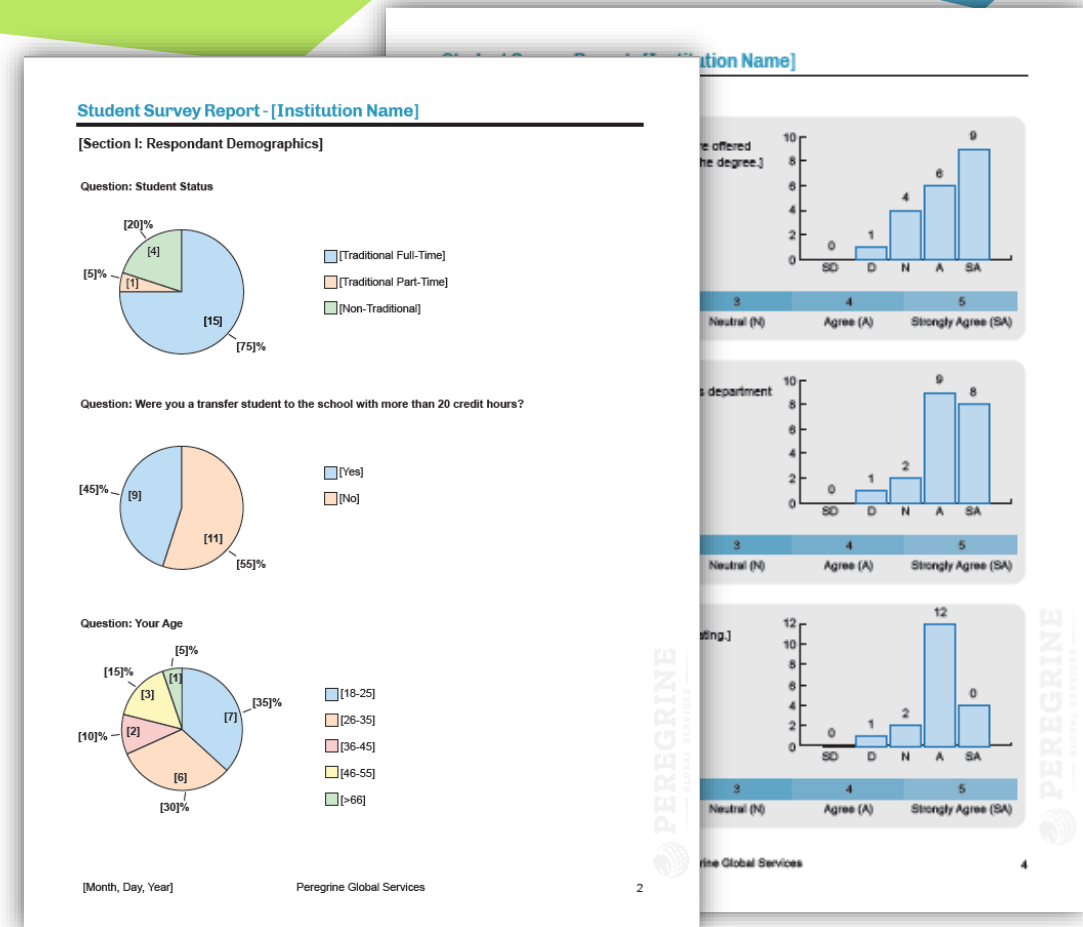 Student Survey Report - [Institution Name]
[Section I: Respondant Demographics]
Question: Student Status
[20]%
[4]
[5]%
[1]
[15]
[75]%
[Traditional Full-Time]
[Traditional Part-Time]
[Non-Traditional]
Question: Were you a transfer student to the school with more than 20 credit hours?
[45]%
[9]
[11]
[55]%
[Yes]
[No]
Question: Your Age
[5]%
[15]%
[1]
[3]
[35]%
[7]
[10]%
[2]
[6]
[30]%
[18-25]
[26-35]
[36-45]
[46-55]
[>66]
PEREGRINE
GLOBAL SERVICES
[Month, Day, Year] Peregrine Global Services 2
Name]
offered
degree.]
10
8
6
4
2
0
0 1 4 6 9
SD D N A SA
3 4 5
Neutral (N) Agree (A) Strongly Agree (SA)
department
10
8
6
4
2
0
0 1 2 9 8
SD D N A SA
3 4 5
Neutral (N) Agree (A) Strongly Agree (SA)
12
10
8
6
4
2
0
0 1 2 12 0
SD D N A SA
3 4 5
Neutral (N) Agree (A) Strongly Agree (SA)
PEREGRINE
GLOBAL SERVICES
Global Services 4